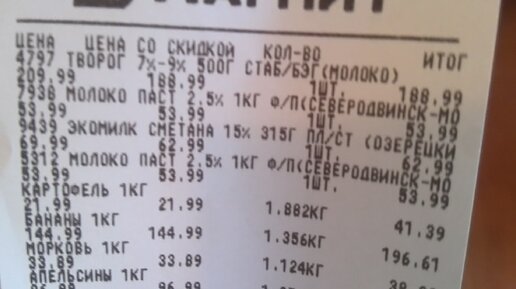 МАГНИТ
ЦЕНА ЦЕНА СО СКИДКОЙ КОЛ-ВО ИТОГ
4797 ТВОРОГ 7%-9% 500Г СТАБ/БЗГ(МОЛОКО)
209.99 188.99 1ШТ. 188.99
7938 МОЛОКО ПАСТ 2.5% 1КГ Ф/П(СЕВЕРОДВИНСК-МО
53.99 53.99 1ШТ. 53.99
9439 ЭКОМИЛК СМЕТАНА 15% 315Г ПЛ/СТ (ОЗЕРЕЦКИ
69.99 62.99 1ШТ. 62.99
5312 МОЛОКО ПАСТ 2.5% 1КГ Ф/П(СЕВЕРОДВИНСК-МО
53.99 53.99 1ШТ. 53.99
КАРТОФЕЛЬ 1КГ
21.99 21.99 1.882КГ 41.39
БАНАНЫ 1КГ
144.99 144.99 1.356КГ 196.61
МОРКОВЬ 1КГ
33.89 33.89 1.124КГ
АПЕЛЬСИНЫ 1КГ